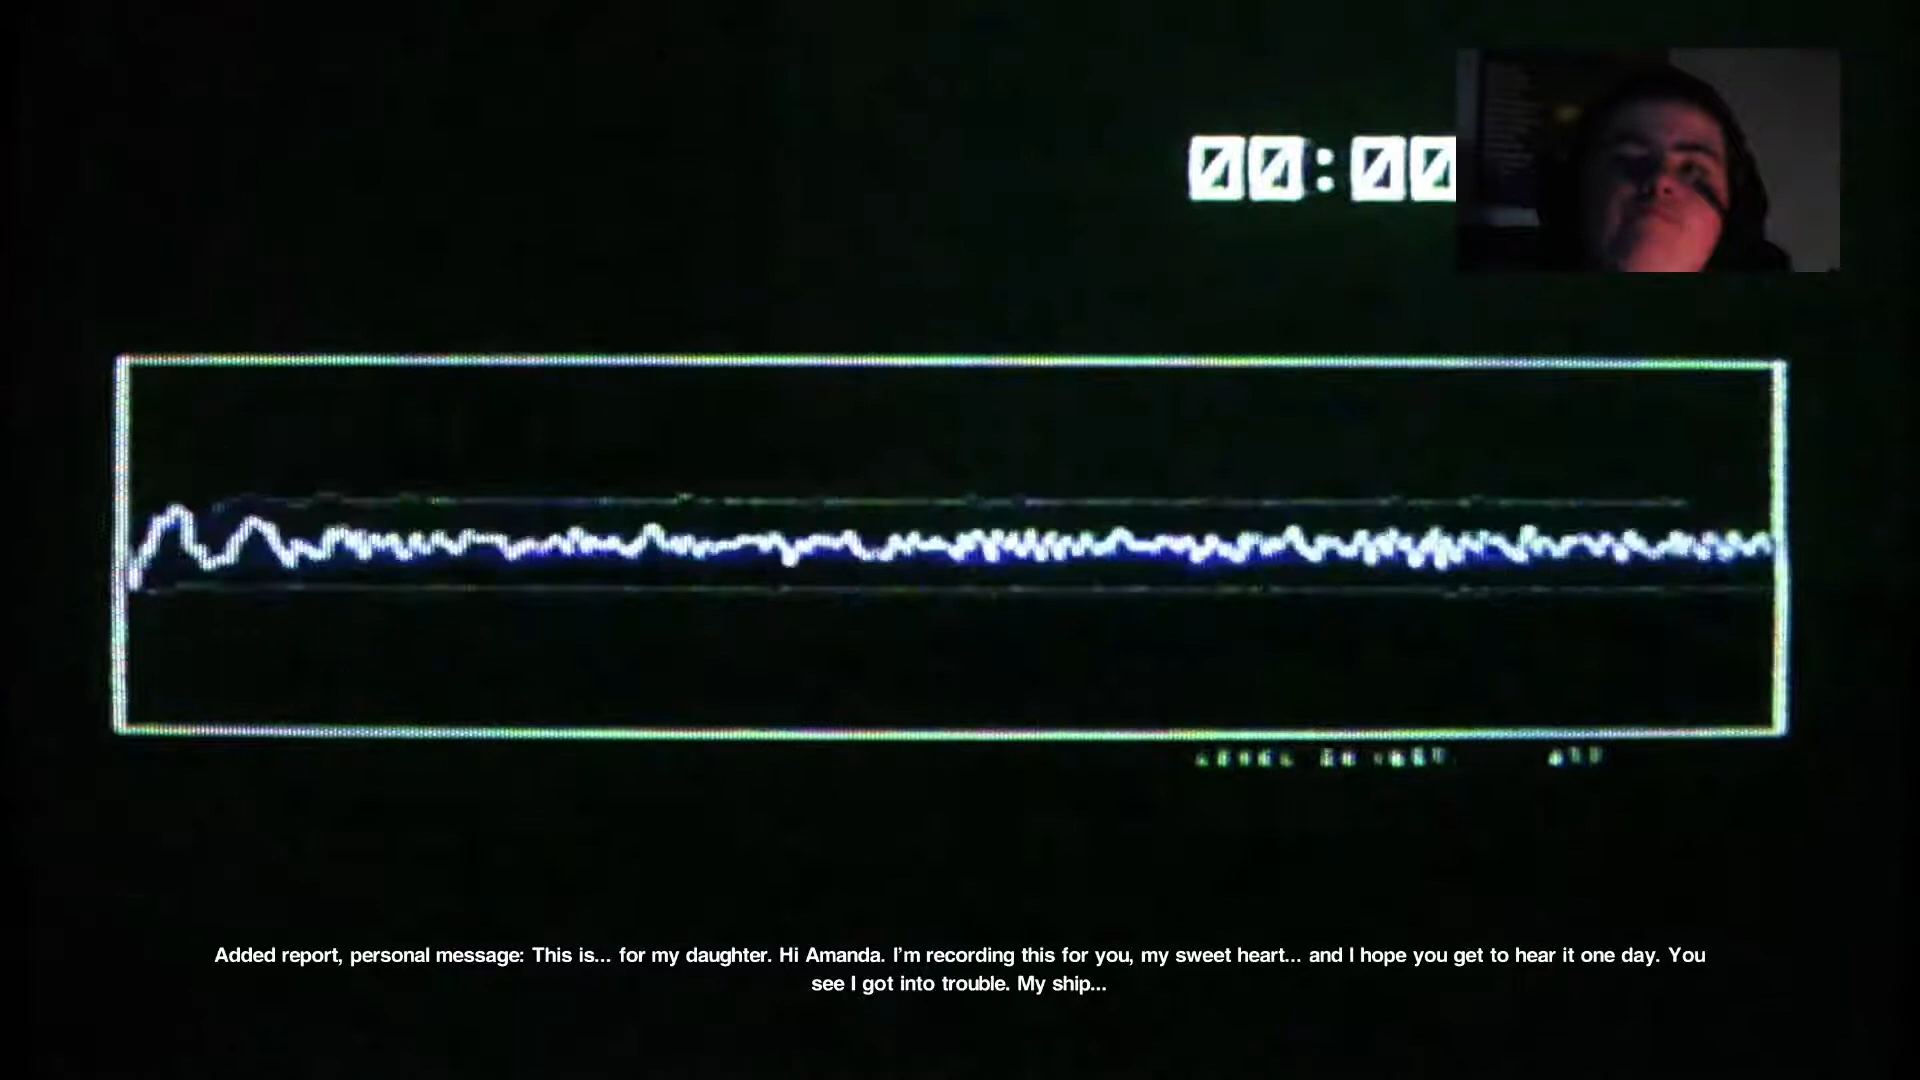 00:00
Added report, personal message: This is... for my daughter. Hi Amanda. I'm recording this for you, my sweet heart... and I hope you get to hear it one day. You
see I got into trouble. My ship...